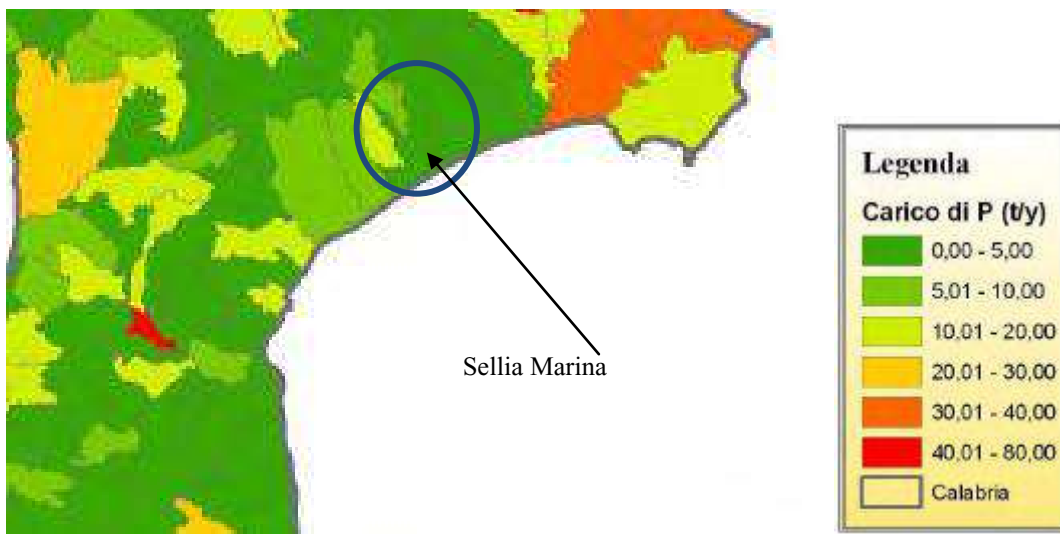 Sellia Marina
Legenda
Carico di P (t/y)
0,00 - 5,00
5,01 - 10,00
10,01 - 20,00
20,01 - 30,00
30,01 - 40,00
40,01 - 80,00
Calabria